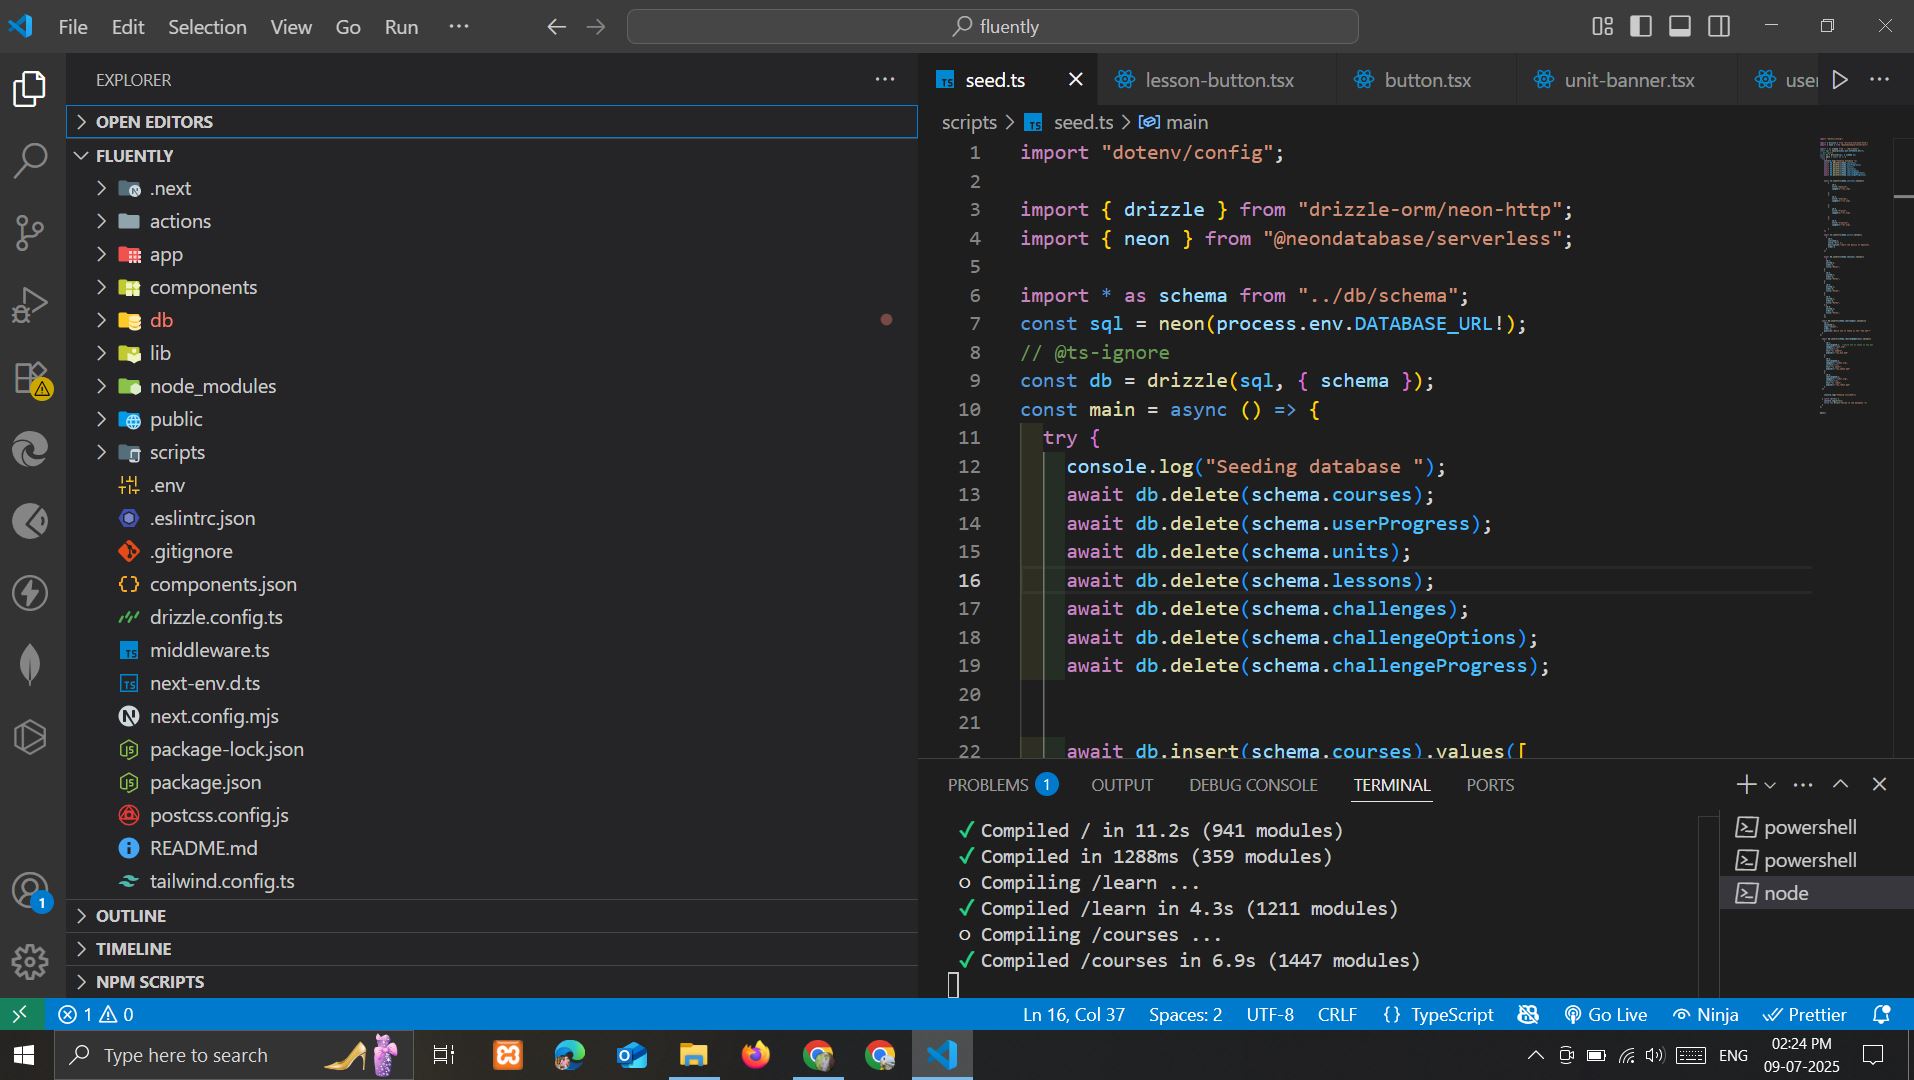 File Edit Selection View Go Run ...
fluently
EXPLORER
OPEN EDITORS
FLUENTLY
.next
actions
app
components
db
lib
node_modules
public
scripts
.env
.eslintrc.json
.gitignore
components.json
drizzle.config.ts
middleware.ts
next-env.d.ts
next.config.mjs
package-lock.json
package.json
postcss.config.js
README.md
tailwind.config.ts
OUTLINE
TIMELINE
NPM SCRIPTS
1
seed.ts lesson-button.tsx button.tsx unit-banner.tsx user
scripts > seed.ts > main
1 import "dotenv/config";
2
3 import { drizzle } from "drizzle-orm/neon-http";
4 import { neon } from "@neondatabase/serverless";
5
6 import * as schema from "../db/schema";
7 const sql = neon(process.env.DATABASE_URL!);
8 // @ts-ignore
9 const db = drizzle(sql, { schema });
10 const main = async () => {
11 try {
12 console.log("Seeding database ");
13 await db.delete(schema.courses);
14 await db.delete(schema.userProgress);
15 await db.delete(schema.units);
16 await db.delete(schema.lessons);
17 await db.delete(schema.challenges);
18 await db.delete(schema.challengeOptions);
19 await db.delete(schema.challengeProgress);
20
21
22 await db.insert(schema.courses).values([
PROBLEMS 1 OUTPUT DEBUG CONSOLE TERMINAL PORTS
✓ Compiled / in 11.2s (941 modules)
✓ Compiled in 1288ms (359 modules)
○ Compiling /learn ...
✓ Compiled /learn in 4.3s (1211 modules)
○ Compiling /courses ...
✓ Compiled /courses in 6.9s (1447 modules)
powershell
powershell
node
1 0 Ln 16, Col 37 Spaces: 2 UTF-8 CRLF {} TypeScript Go Live Ninja Prettier
Type here to search
ENG
02:24 PM
09-07-2025